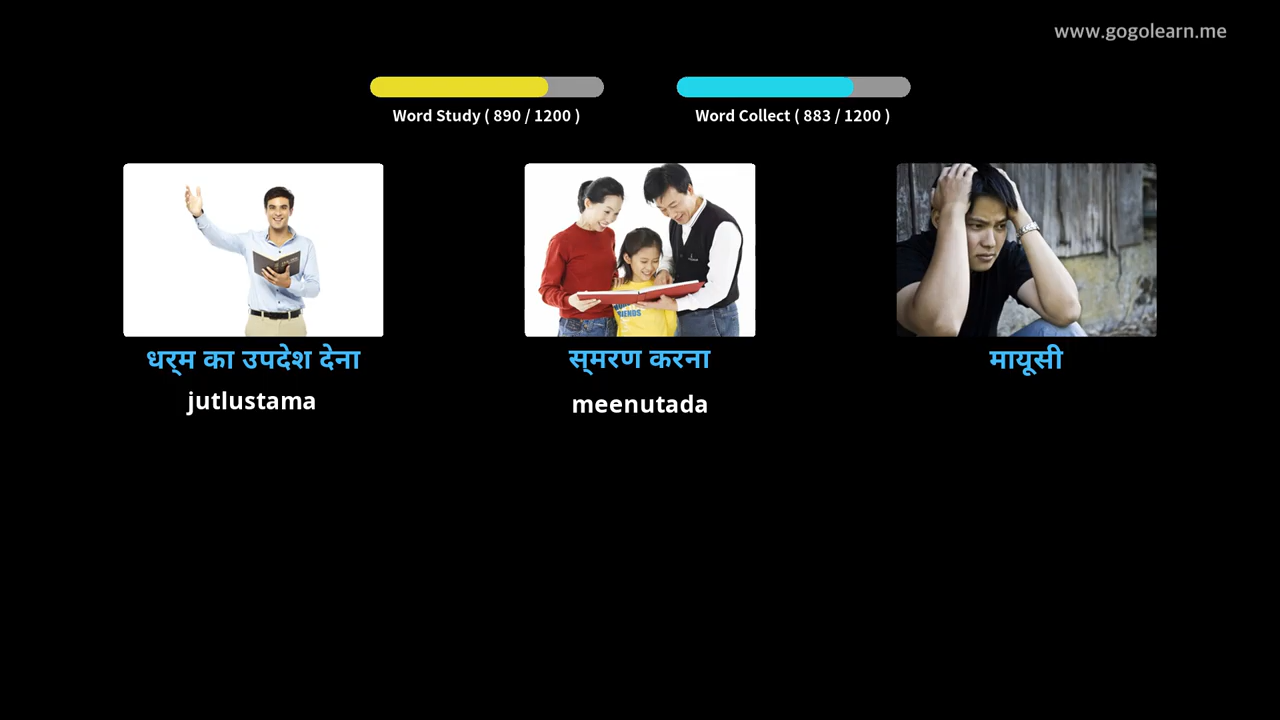 www.gogolearn.me
Word Study ( 890 / 1200 )
Word Collect ( 883 / 1200 )
धर्म का उपदेश देना
स्मरण करना
मायूसी
jutlustama
meenutada